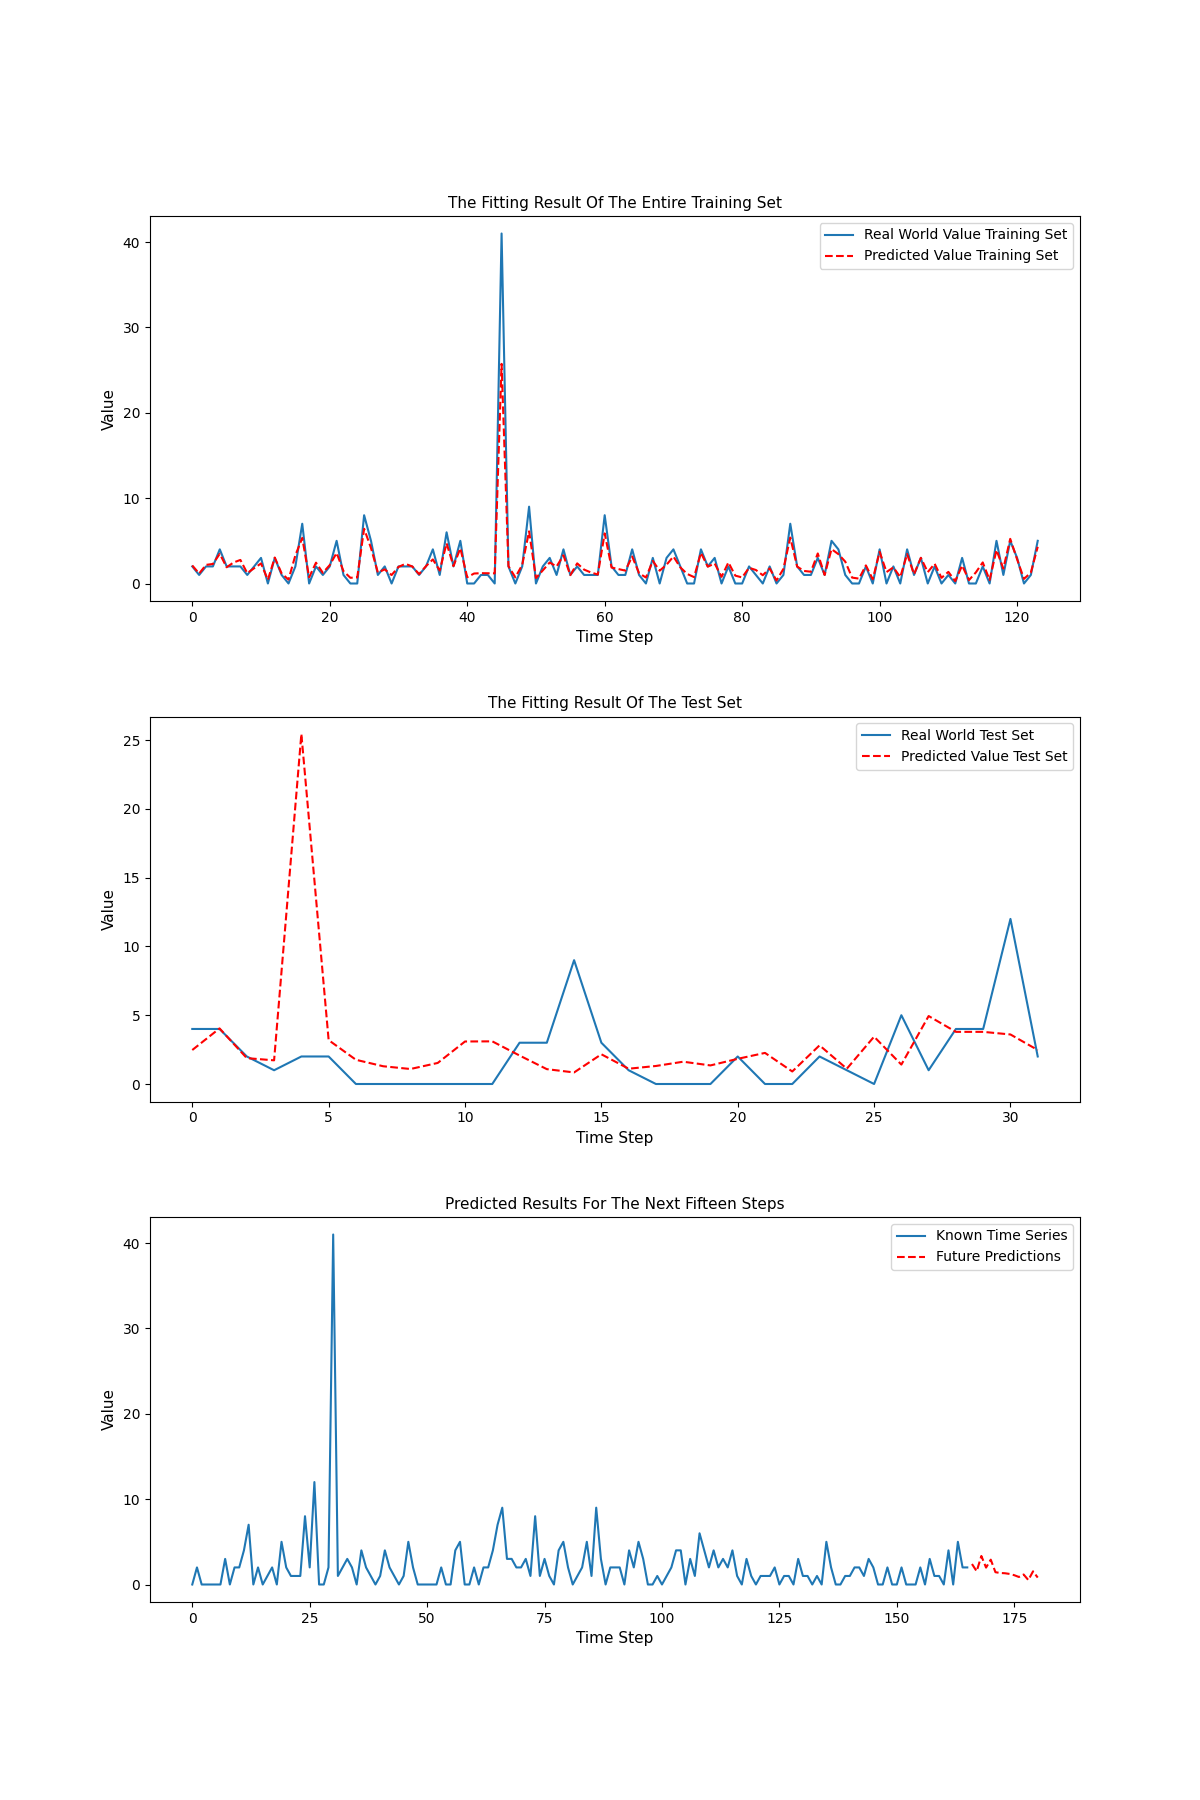 The Fitting Result Of The Entire Training Set
Real World Value Training Set
Predicted Value Training Set
40
30
20
10
0
Value
0 20 40 60 80 100 120
Time Step
The Fitting Result Of The Test Set
Real World Test Set
Predicted Value Test Set
25
20
15
10
5
0
Value
0 5 10 15 20 25 30
Time Step
Predicted Results For The Next Fifteen Steps
Known Time Series
Future Predictions
40
30
20
10
0
Value
0 25 50 75 100 125 150 175
Time Step